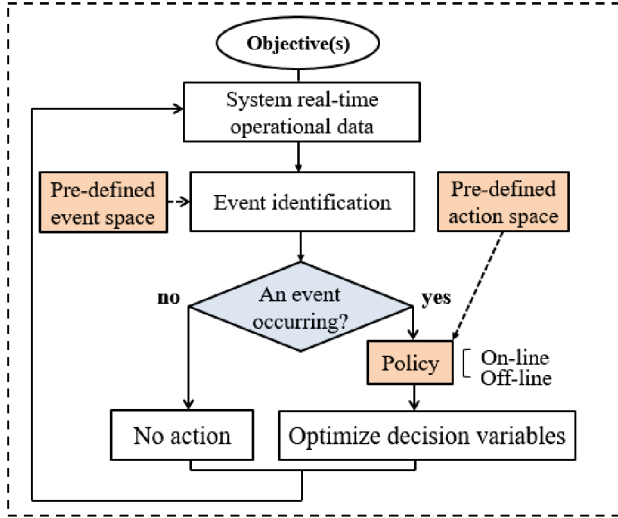 Objective(s)
System real-time
operational data
Pre-defined
event space
Event identification
Pre-defined
action space
An event
occurring?
no
yes
Policy
On-line
Off-line
No action
Optimize decision variables